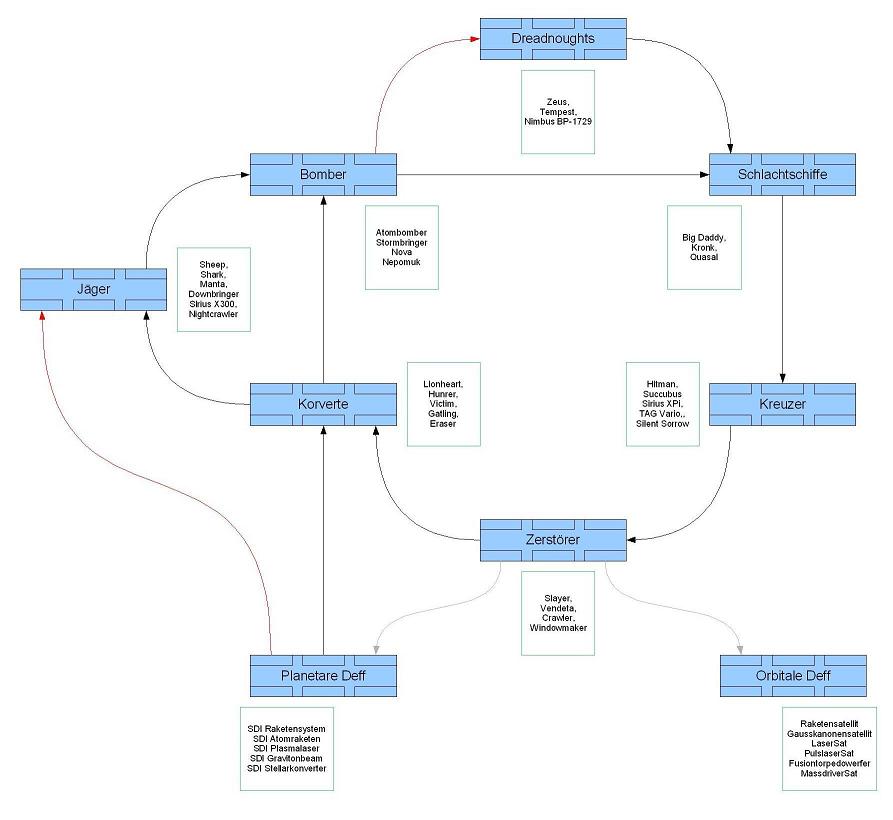 Dreadnoughts
Zeus,
Tempest,
Nimbus BP-1729
Bomber
Schlachtschiffe
Atombomber
Stormbringer
Nova
Nepomuk
Big Daddy,
Kronk,
Quasal
Jäger
Sheep,
Shark,
Manta,
Downbringer
Sirius X300,
Nightcrawler
Korverte
Lionheart,
Hunrer,
Victim,
Gatling,
Eraser
Hitman,
Succubus
Sirius XPi,
TAG Vario,,
Silent Sorrow
Kreuzer
Zerstörer
Slayer,
Vendeta,
Crawler,
Windowmaker
Planetare Deff
SDI Raketensystem
SDI Atomraketen
SDI Plasmalaser
SDI Gravitonbeam
SDI Stellarkonverter
Orbitale Deff
Raketensatellit
Gausskanonensatellit
LaserSat
PulslaserSat
Fusiontorpedowerfer
MassdriverSat